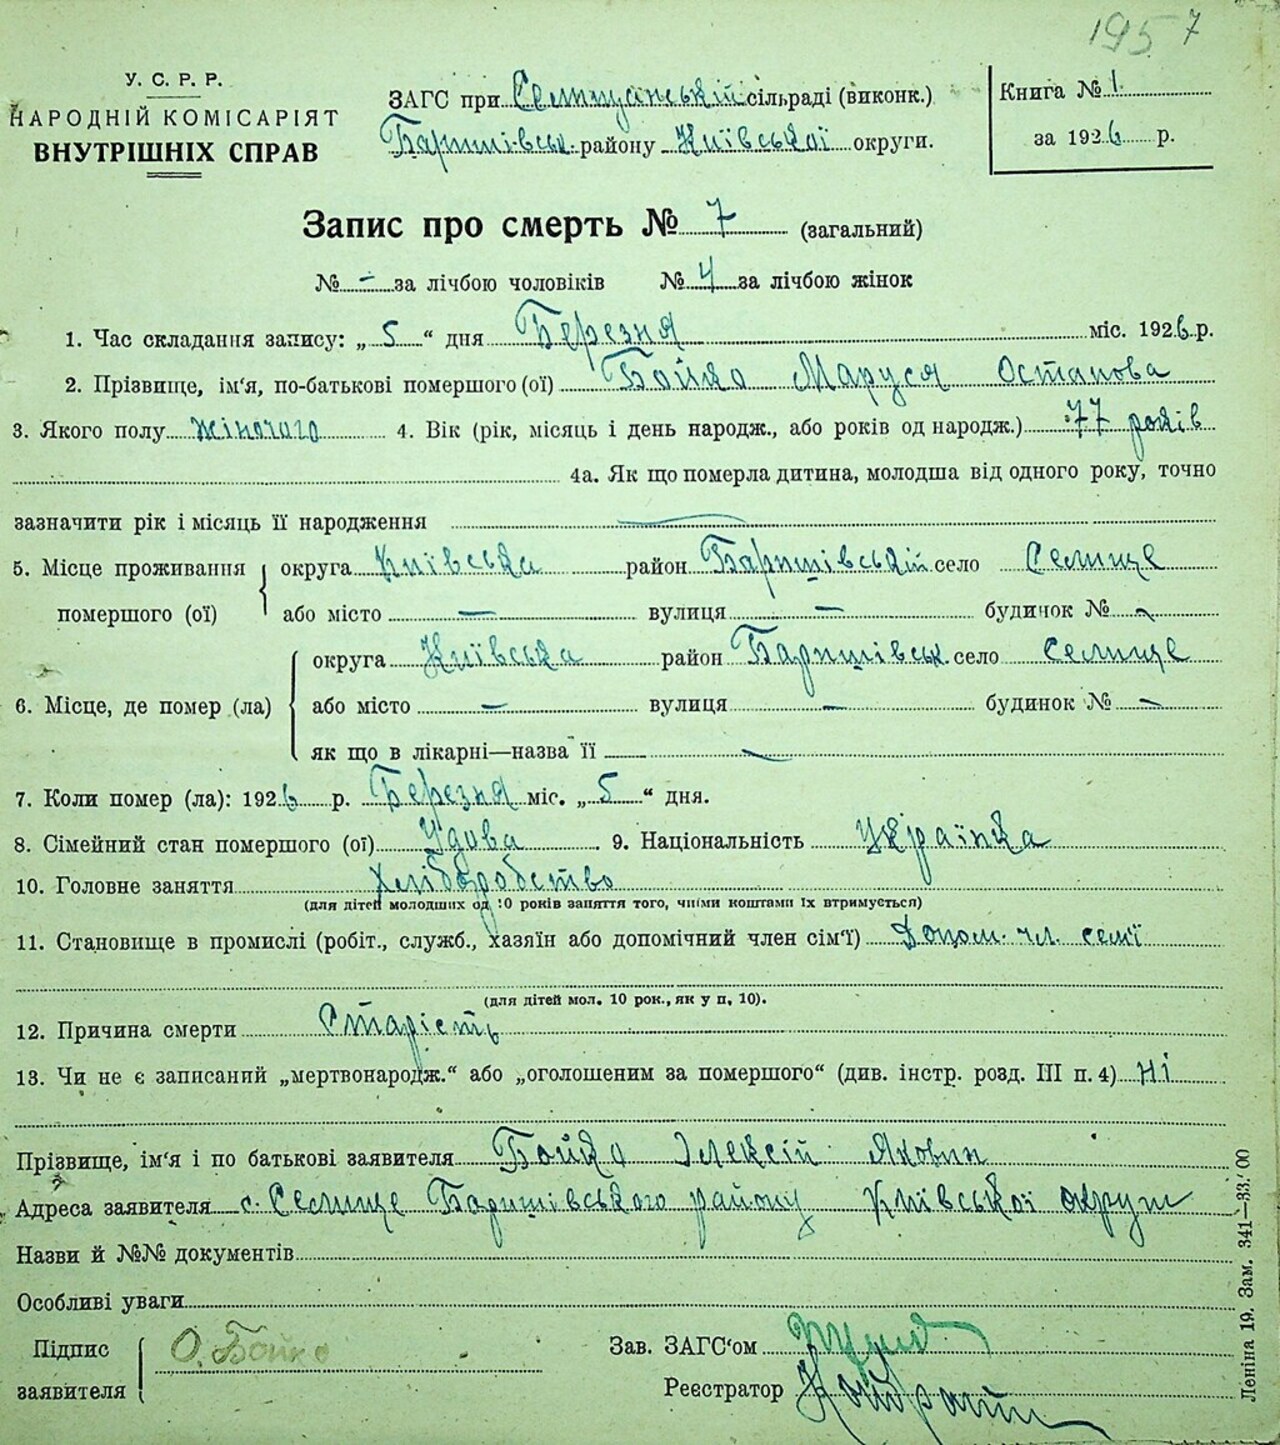 1957
У. С. Р. Р.
НАРОДНІЙ КОМІСАРІЯТ
ВНУТРІШНІХ СПРАВ
ЗАГС при Селищанській сільраді (виконк.)
Баришівськ. району Київської округи.
Книга № 1.
за 1926 р.
Запис про смерть № 7 (загальний)
№ – за лічбою чоловіків № 4 за лічбою жінок
1. Час складання запису: „ 5 “ дня Березня міс. 1926 р.
2. Прізвище, ім'я, по-батькові помершого (ої) Бойко Маруся Остапова
3. Якого полу жіночого 4. Вік (рік, місяць і день народж., або років од народж.) 77 років
4а. Як що померла дитина, молодша від одного року, точно
зазначити рік і місяць її народження
5. Місце проживання помершого (ої) округа Київська район Баришівській село Селище
або місто — вулиця — будинок № -
6. Місце, де помер (ла) округа Київська район Баришівськ. село Селище
або місто — вулиця — будинок № —
як що в лікарні—назва її —
7. Коли помер (ла): 1926 р. Березня міс. „ 5 “ дня.
8. Сімейний стан помершого (ої) Удова 9. Національність Українка
10. Головне заняття Хліборобство
(для дітей молодших од 10 років заняття того, чиїми коштами їх втримується)
11. Становище в промислі (робіт., служб., хазяїн або допомічний член сім'ї) Допом. чл. семї
(для дітей мол. 10 рок., як у п. 10).
12. Причина смерти Старість
13. Чи не є записаний „мертвонародж.“ або „оголошеним за помершого“ (див. інстр. розд. III п. 4) ні
Прізвище, ім'я і по батькові заявителя Бойко Олексій Яковин
Адреса заявителя с. Селище Баришівського району Київської округи
Назви й №№ документів
Особливі уваги
Підпис заявителя О. Бойко
Зав. ЗАГС'ом
Реєстратор
Леніна 19. Зам. 341—33.' 00